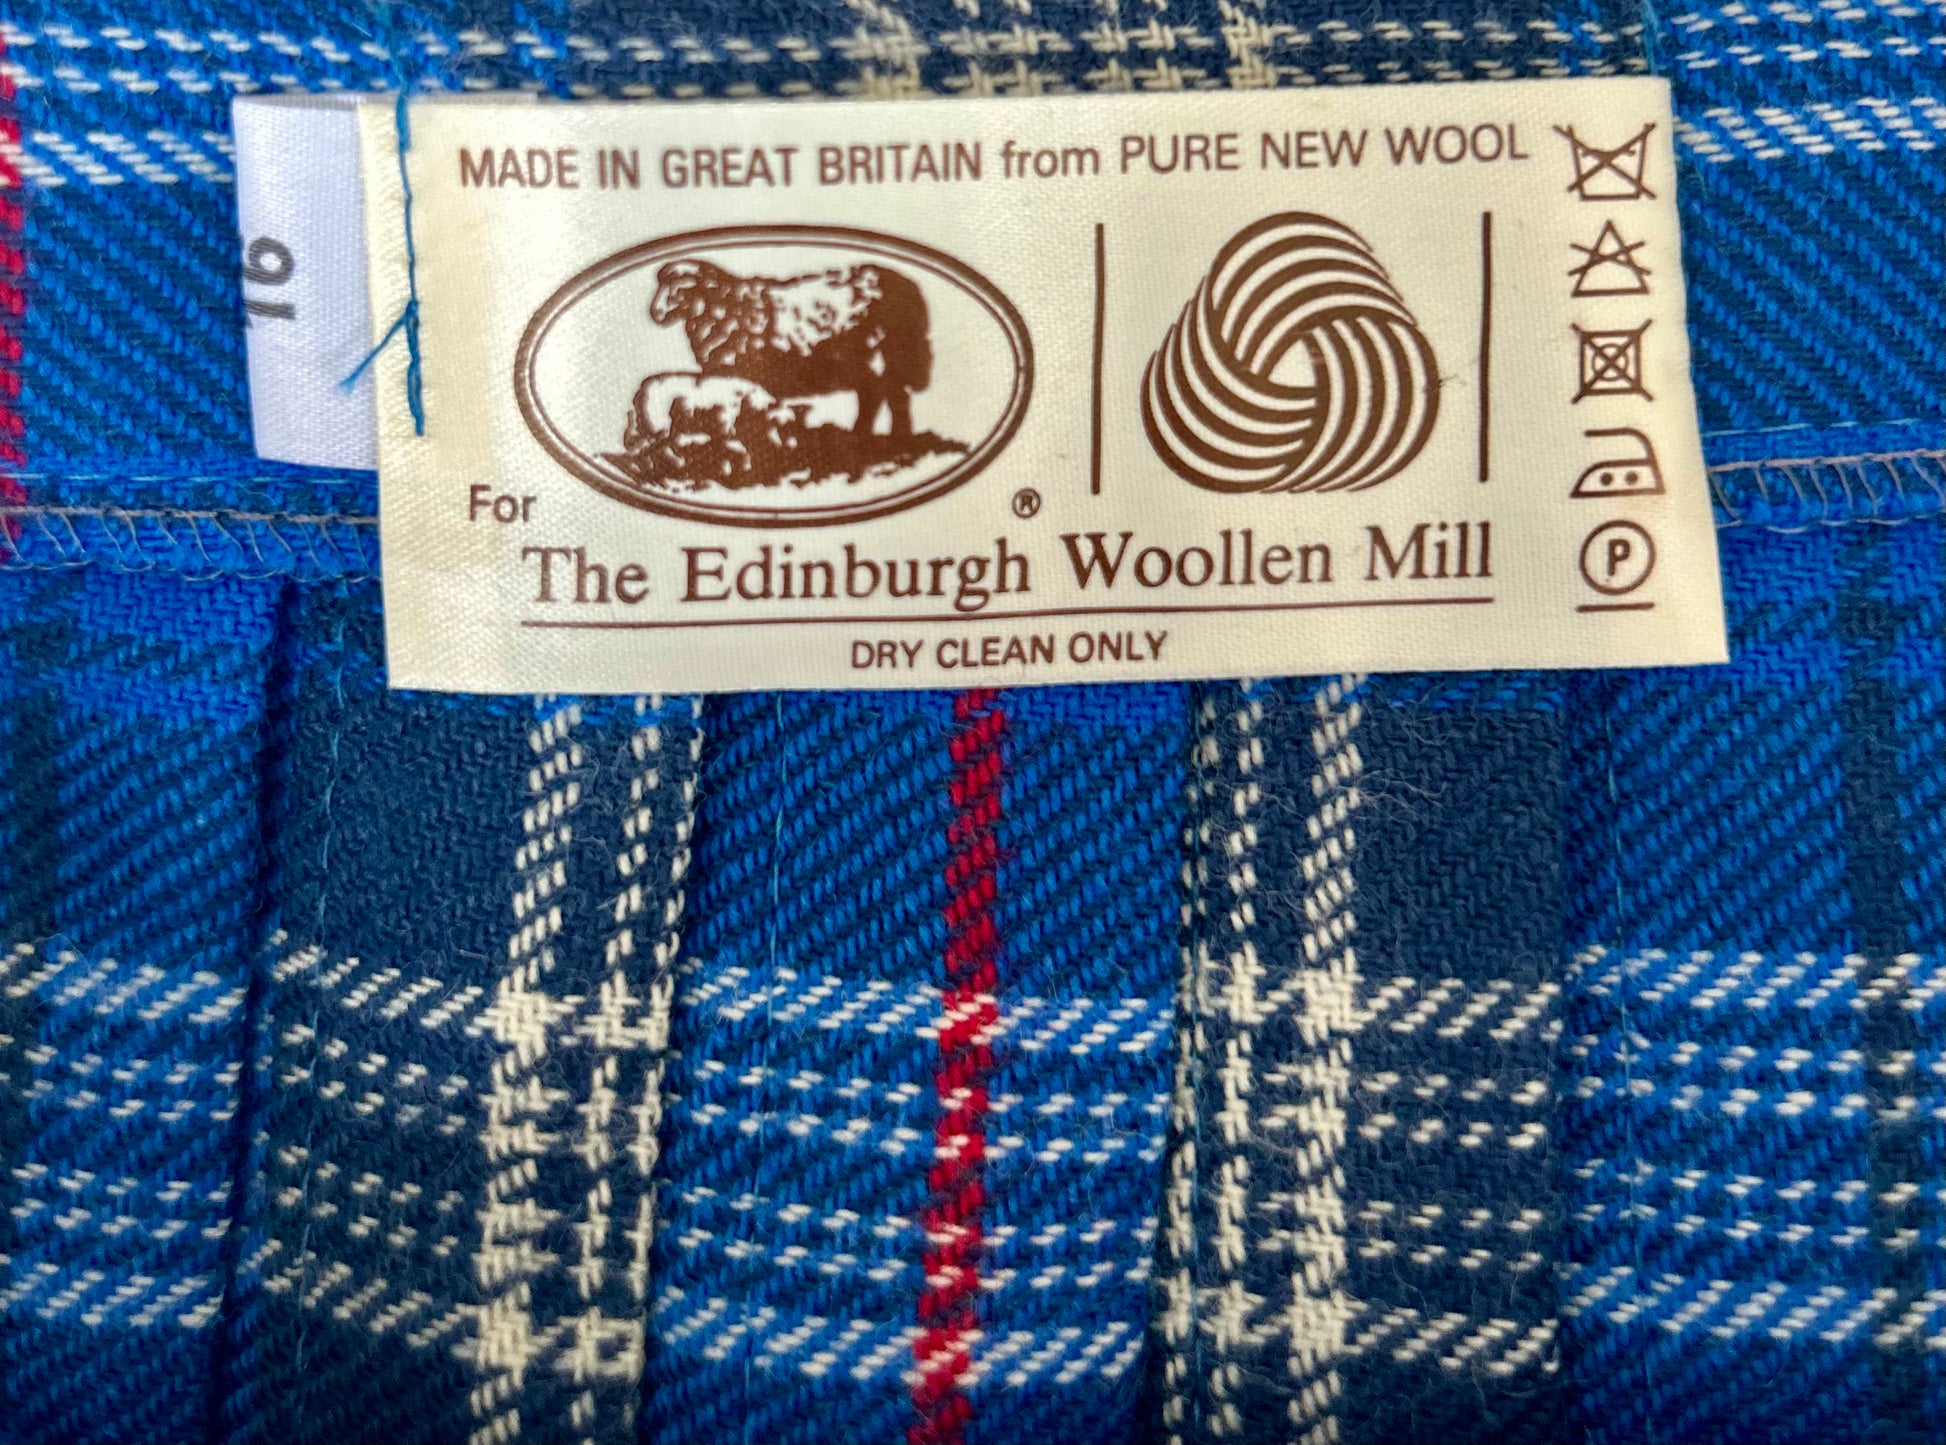 MADE IN GREAT BRITAIN from PURE NEW WOOL
For
®
The Edinburgh Woollen Mill
DRY CLEAN ONLY
P
16